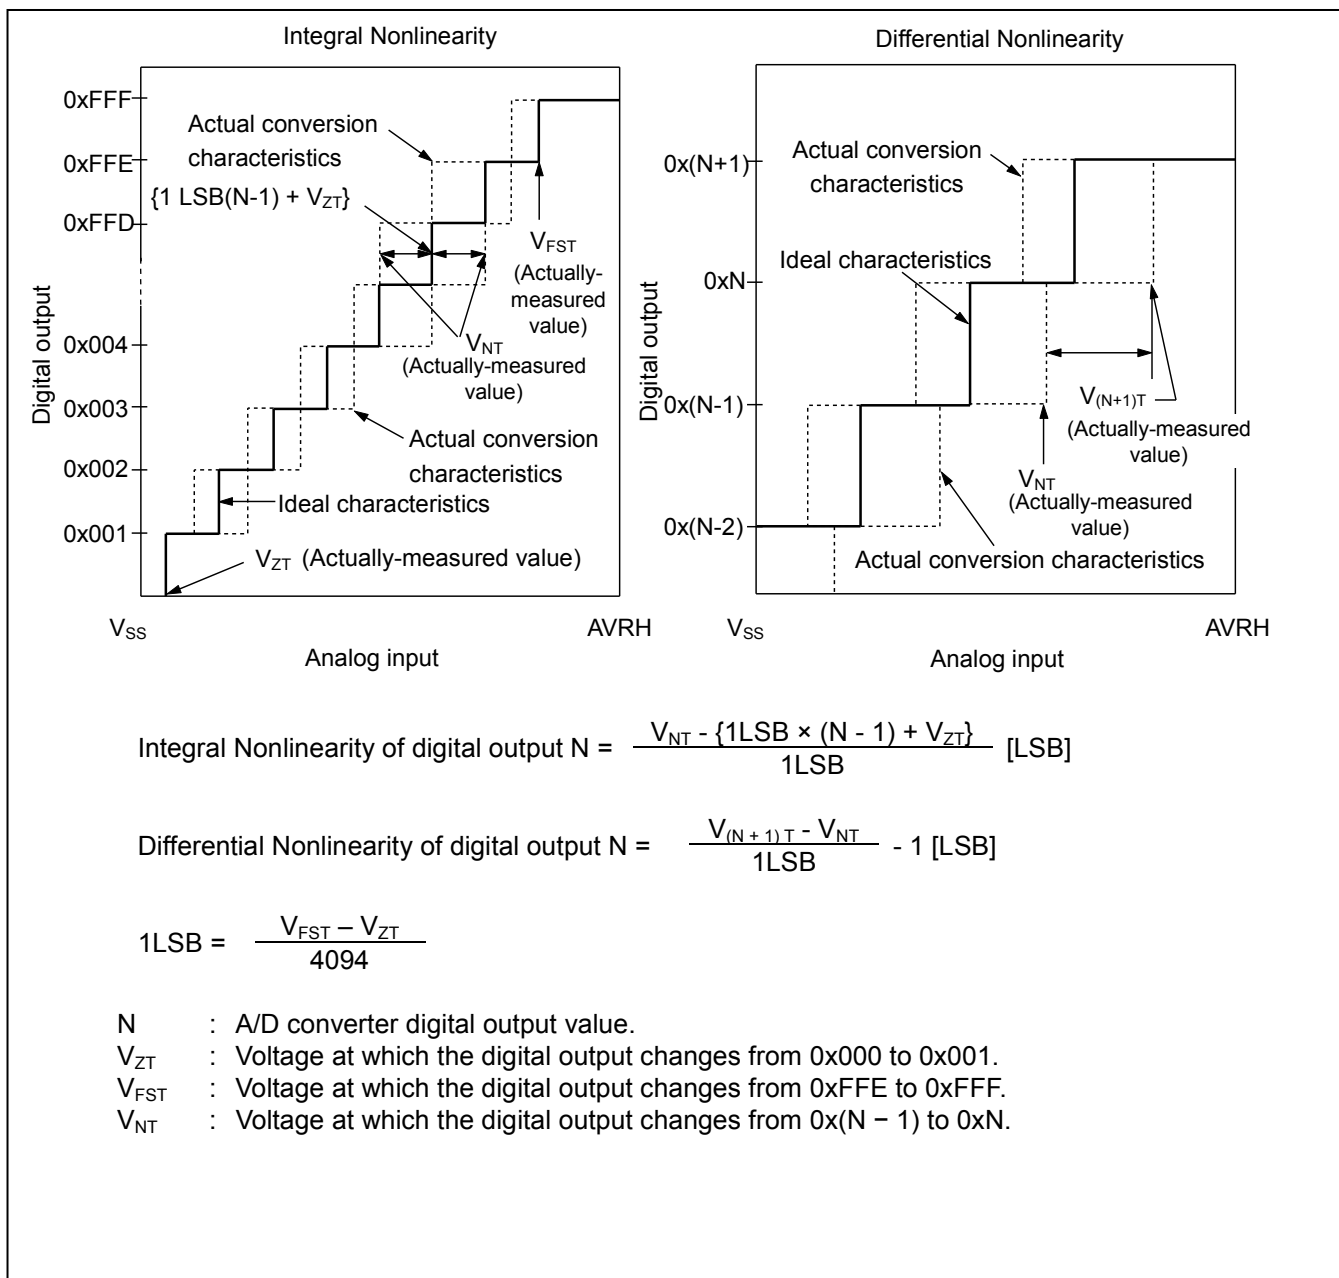 Integral Nonlinearity
0xFFF
Actual conversion
characteristics
0xFFE
{1 LSB(N-1) + VZT}
0xFFD
VFST
(Actually-
measured
value)
VNT
(Actually-measured
value)
0x004
0x003
Actual conversion
characteristics
0x002
Ideal characteristics
0x001
VZT (Actually-measured value)
Digital output
VSS
AVRH
Analog input
Differential Nonlinearity
0x(N+1)
Actual conversion
characteristics
Ideal characteristics
0xN
0x(N-1)
V(N+1)T
(Actually-measured
value)
VNT
(Actually-measured
value)
0x(N-2)
Actual conversion characteristics
Digital output
VSS
AVRH
Analog input
Integral Nonlinearity of digital output N = VNT - {1LSB × (N - 1) + VZT} [LSB]
1LSB
Differential Nonlinearity of digital output N = V(N + 1) T - VNT - 1 [LSB]
1LSB
1LSB = VFST – VZT
4094
N : A/D converter digital output value.
VZT : Voltage at which the digital output changes from 0x000 to 0x001.
VFST : Voltage at which the digital output changes from 0xFFE to 0xFFF.
VNT : Voltage at which the digital output changes from 0x(N − 1) to 0xN.